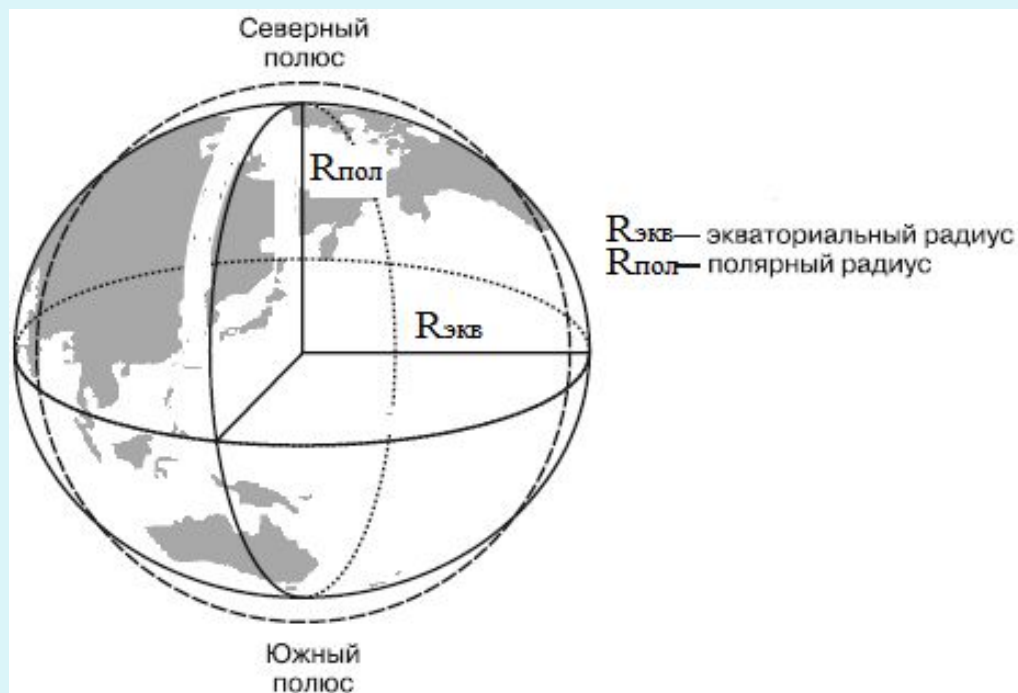 Северный
полюс
Rпол
Rэкв— экваториальный радиус
Rпол— полярный радиус
Rэкв
Южный
полюс